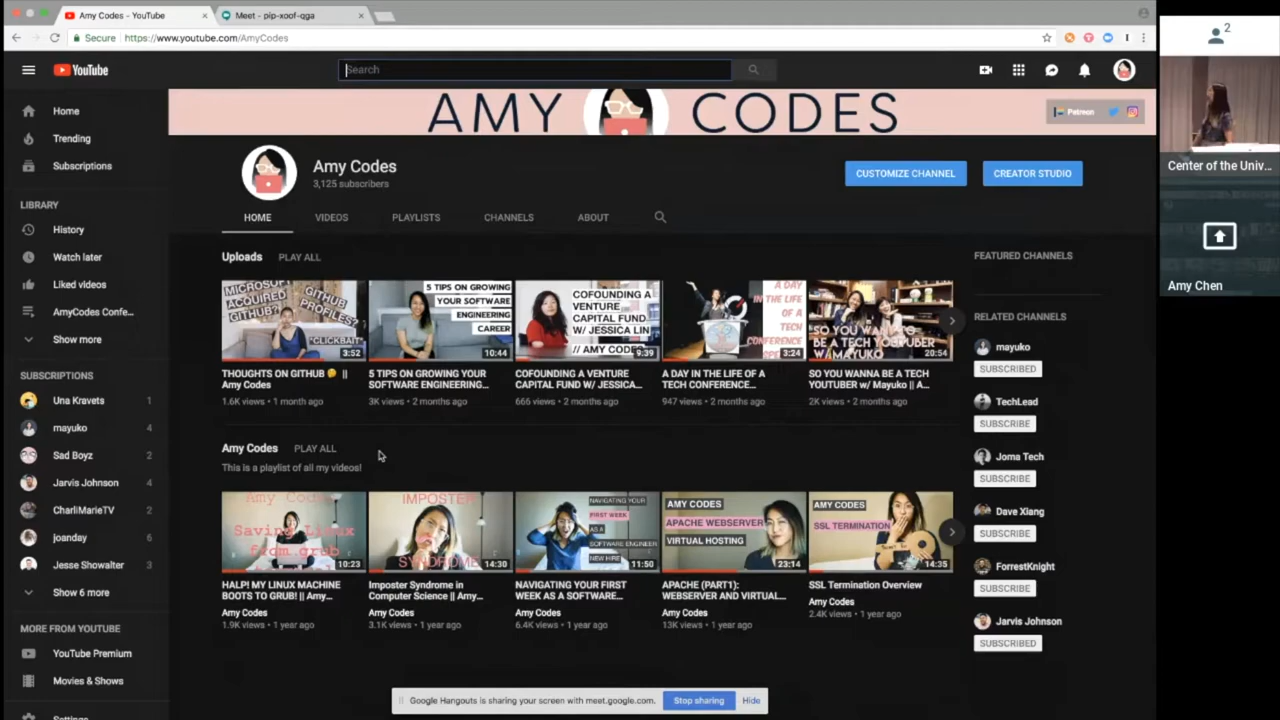 Amy Codes - YouTube
Meet - pip-xoof-qga
Secure https://www.youtube.com/AmyCodes
YouTube
Search
2
Center of the Univ...
Amy Chen
AMY CODES
Patreon
Amy Codes
3,125 subscribers
CUSTOMIZE CHANNEL
CREATOR STUDIO
HOME VIDEOS PLAYLISTS CHANNELS ABOUT
Home
Trending
Subscriptions
LIBRARY
History
Watch later
Liked videos
AmyCodes Confe...
Show more
SUBSCRIPTIONS
Una Kravets 1
mayuko 4
Sad Boyz 2
Jarvis Johnson 4
CharliMarieTV 2
joanday 6
Jesse Showalter 3
Show 6 more
MORE FROM YOUTUBE
YouTube Premium
Movies & Shows
Settings
Uploads PLAY ALL
MICROSOFT
ACQUIRED GITHUB
GITHUB? PROFILES?
*CLICKBAIT*
3:52
THOUGHTS ON GITHUB 🤔 ||
Amy Codes
1.6K views • 1 month ago
5 TIPS ON GROWING
YOUR SOFTWARE
ENGINEERING
CAREER
10:44
5 TIPS ON GROWING YOUR
SOFTWARE ENGINEERING...
3K views • 2 months ago
COFOUNDING A
VENTURE
CAPITAL FUND
W/ JESSICA LIN
// AMY CODES
9:39
COFOUNDING A VENTURE
CAPITAL FUND W/ JESSICA...
666 views • 2 months ago
A DAY
IN THE LIFE
OF A
TECH
CONFERENCE
3:24
A DAY IN THE LIFE OF A
TECH CONFERENCE...
947 views • 2 months ago
SO YOU WANT TO
BE A TECH YOUTUBER
W/MAYUKO
20:54
SO YOU WANNA BE A TECH
YOUTUBER w/ Mayuko || A...
2K views • 2 months ago
Amy Codes PLAY ALL
This is a playlist of all my videos!
Amy Codes
Saving Linux
from grub
10:23
HALP! MY LINUX MACHINE
BOOTS TO GRUB! || Amy...
Amy Codes
1.9K views • 1 year ago
IMPOSTER
SYNDROME
14:30
Imposter Syndrome in
Computer Science || Amy...
Amy Codes
3.1K views • 1 year ago
NAVIGATING YOUR
FIRST WEEK
AS A
SOFTWARE ENGINEER
NEW HIRE
11:50
NAVIGATING YOUR FIRST
WEEK AS A SOFTWARE...
Amy Codes
6.4K views • 1 year ago
AMY CODES
APACHE WEBSERVER
VIRTUAL HOSTING
23:14
APACHE (PART1):
WEBSERVER AND VIRTUAL...
Amy Codes
13K views • 1 year ago
AMY CODES
SSL TERMINATION
14:35
SSL Termination Overview
Amy Codes
2.4K views • 1 year ago
FEATURED CHANNELS
RELATED CHANNELS
mayuko
SUBSCRIBED
TechLead
SUBSCRIBE
Joma Tech
SUBSCRIBE
Dave Xiang
SUBSCRIBE
ForrestKnight
SUBSCRIBE
Jarvis Johnson
SUBSCRIBED
Google Hangouts is sharing your screen with meet.google.com.
Stop sharing
Hide